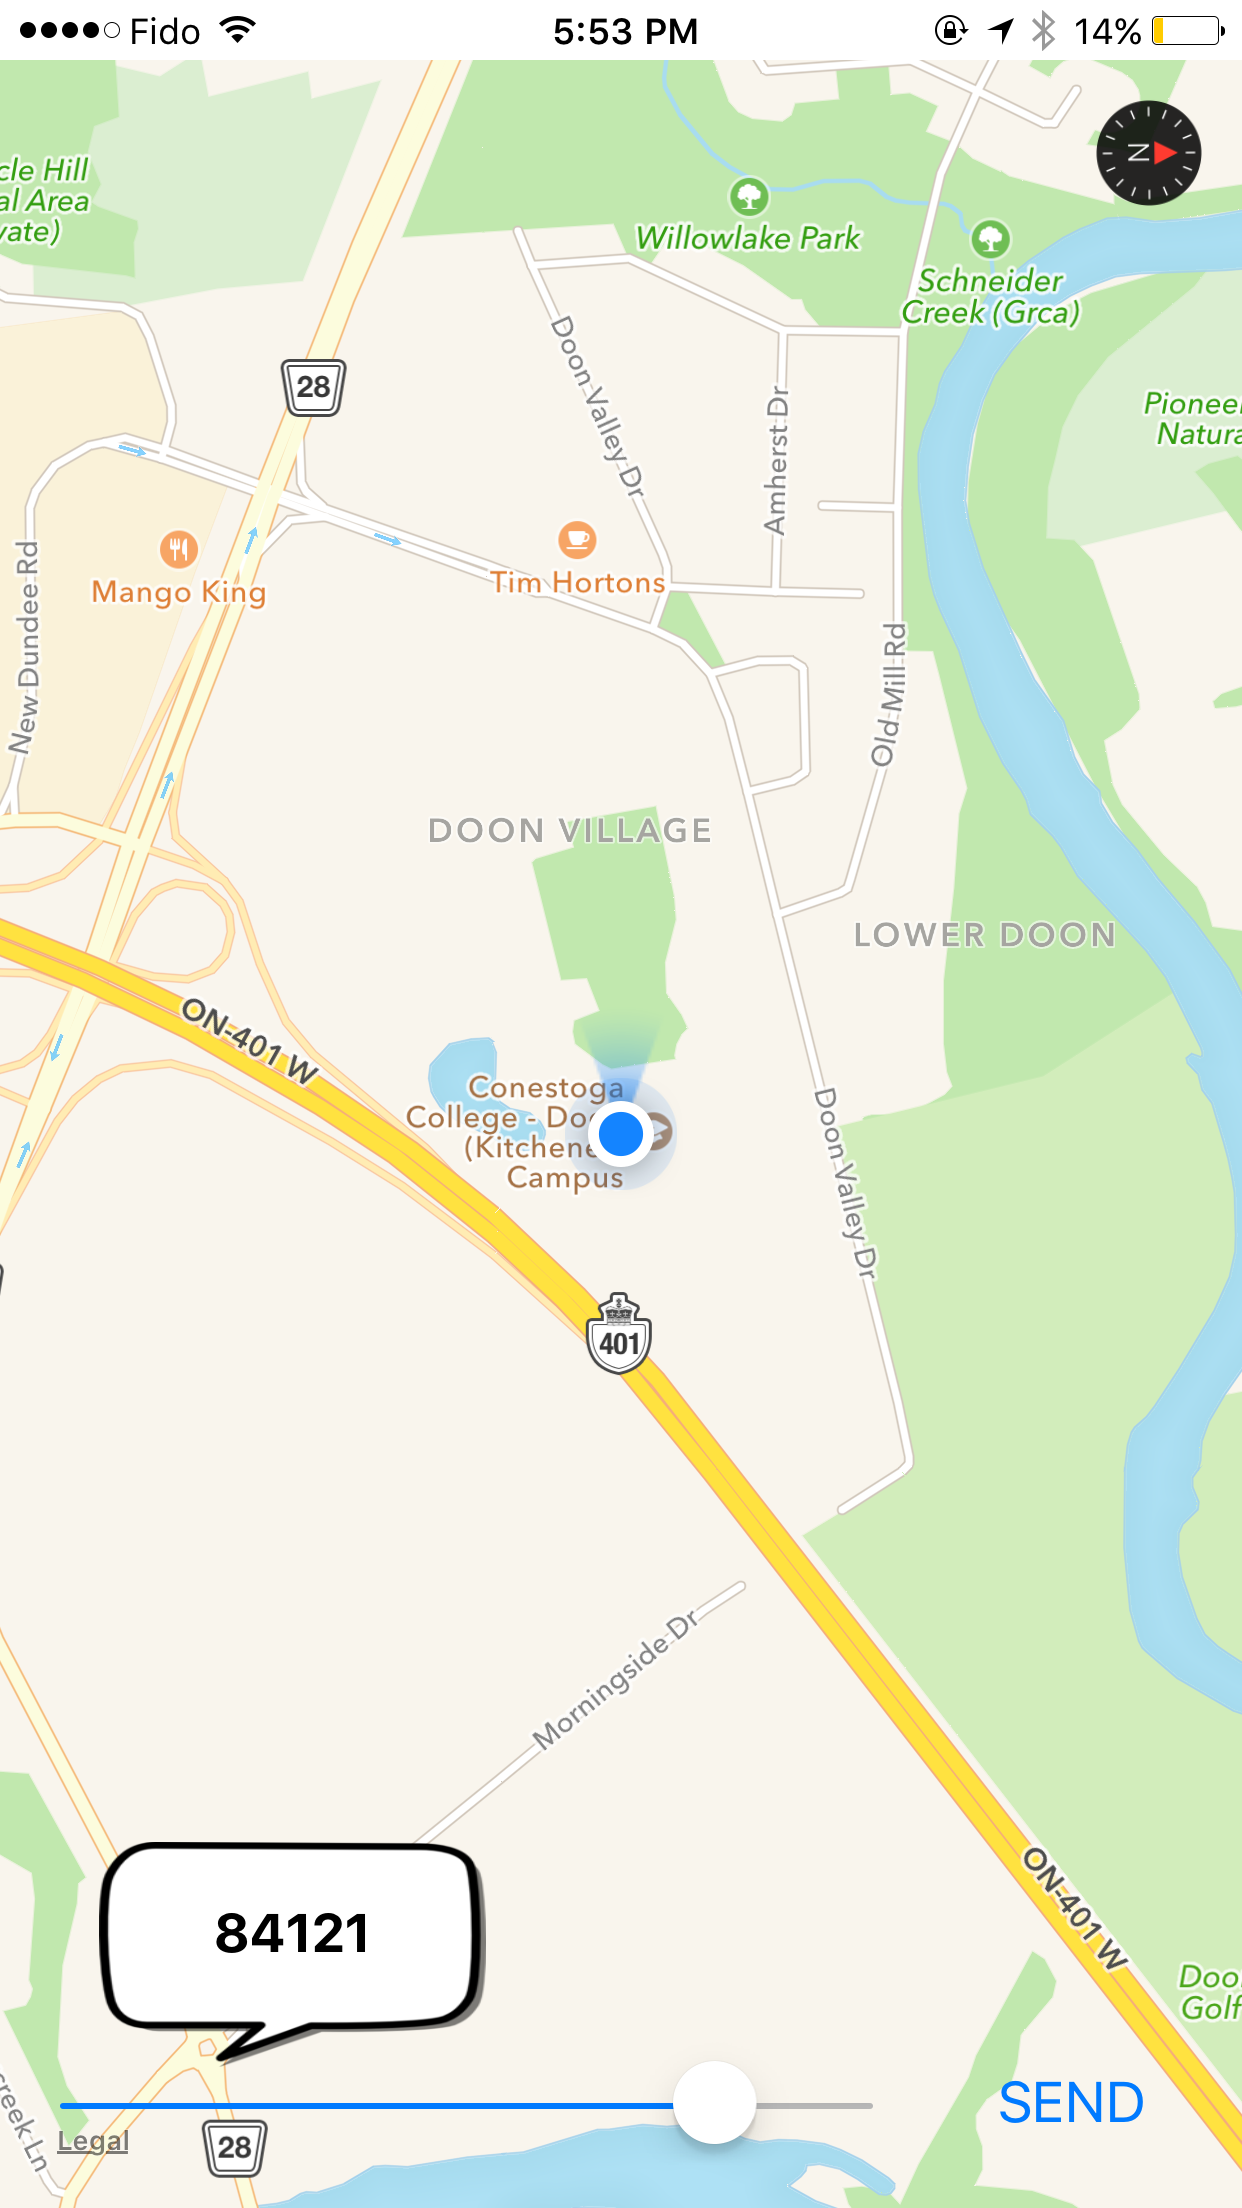 Fido
5:53 PM
14%
cle Hill
al Area
vate)
N
Willowlake Park
Schneider
Creek (Grca)
28
Doon Valley Dr
Amherst Dr
Pioneer
Natura
Mango King
Tim Hortons
New Dundee Rd
Old Mill Rd
DOON VILLAGE
LOWER DOON
ON-401 W
Conestoga
College - Doo
(Kitchene
Campus
Doon Valley Dr
401
Morningside Dr
84121
ON-401 W
Doo
Golf
SEND
creek Ln
Legal
28